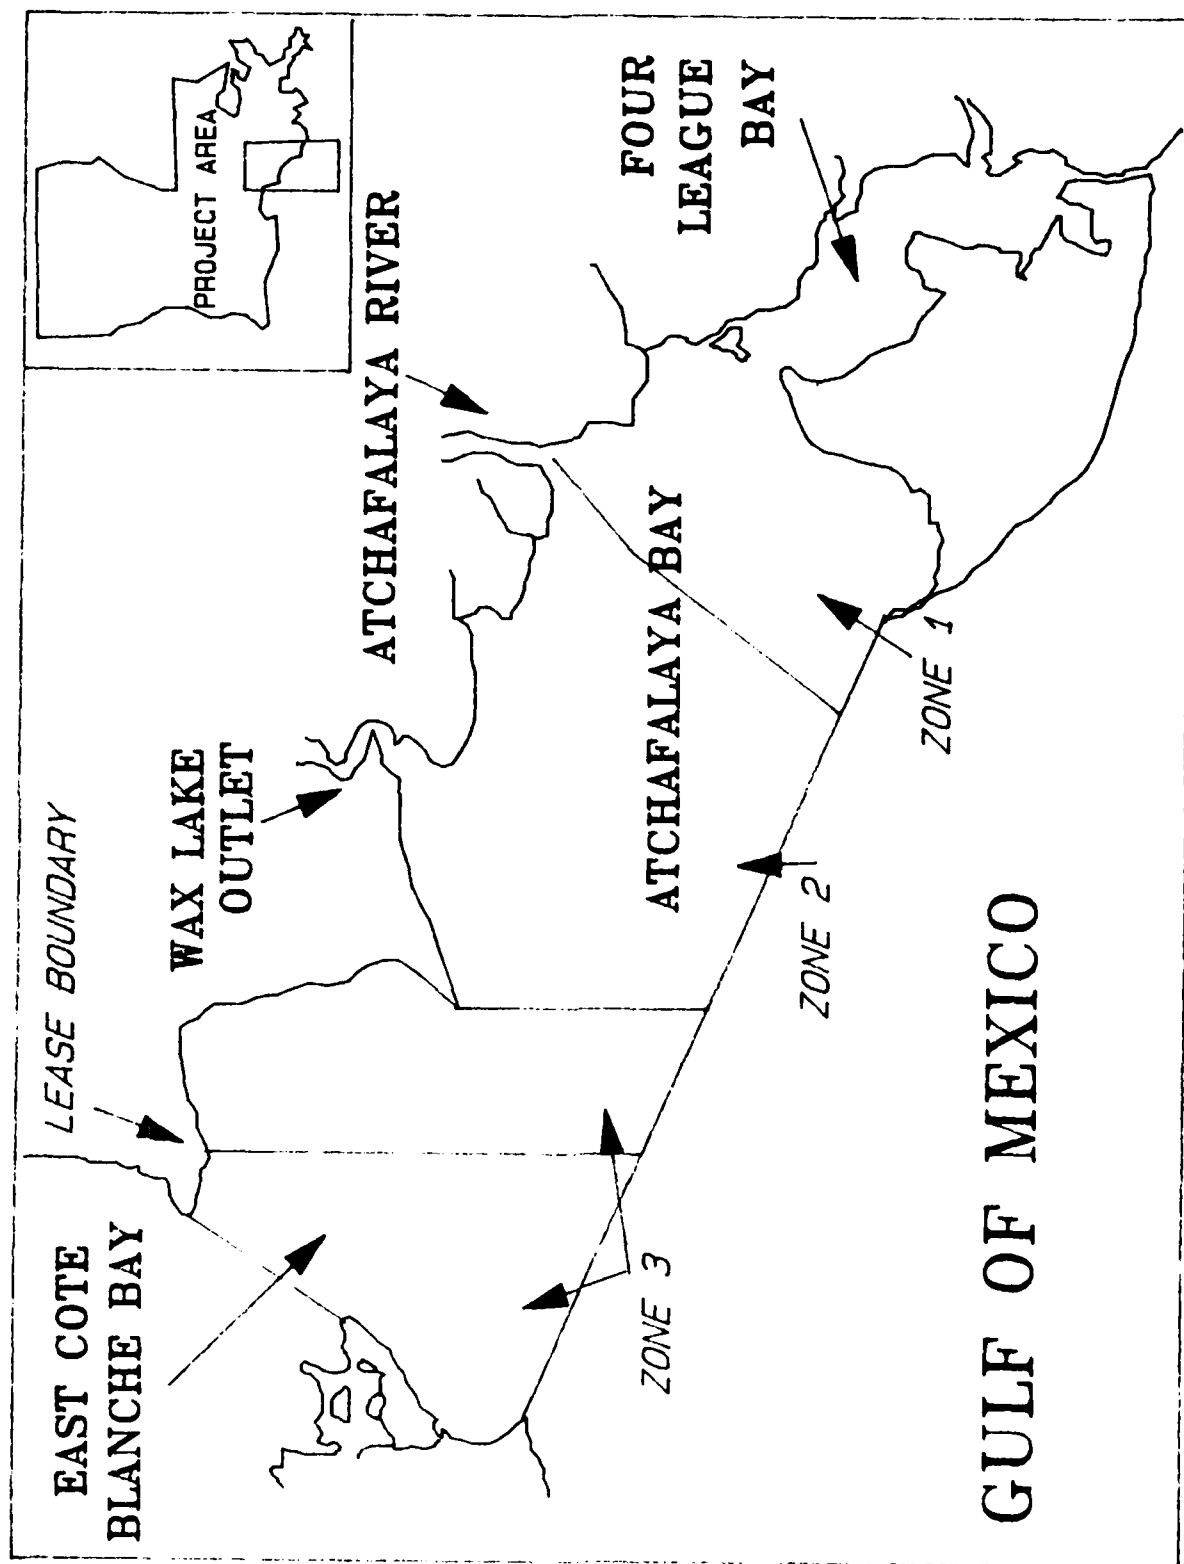 PROJECT AREA
LEASE BOUNDARY
EAST COTE
BLANCHE BAY
WAX LAKE
OUTLET
ATCHAFALAYA RIVER
FOUR
LEAGUE
BAY
ATCHAFALAYA BAY
ZONE 3
ZONE 2
ZONE 1
GULF OF MEXICO